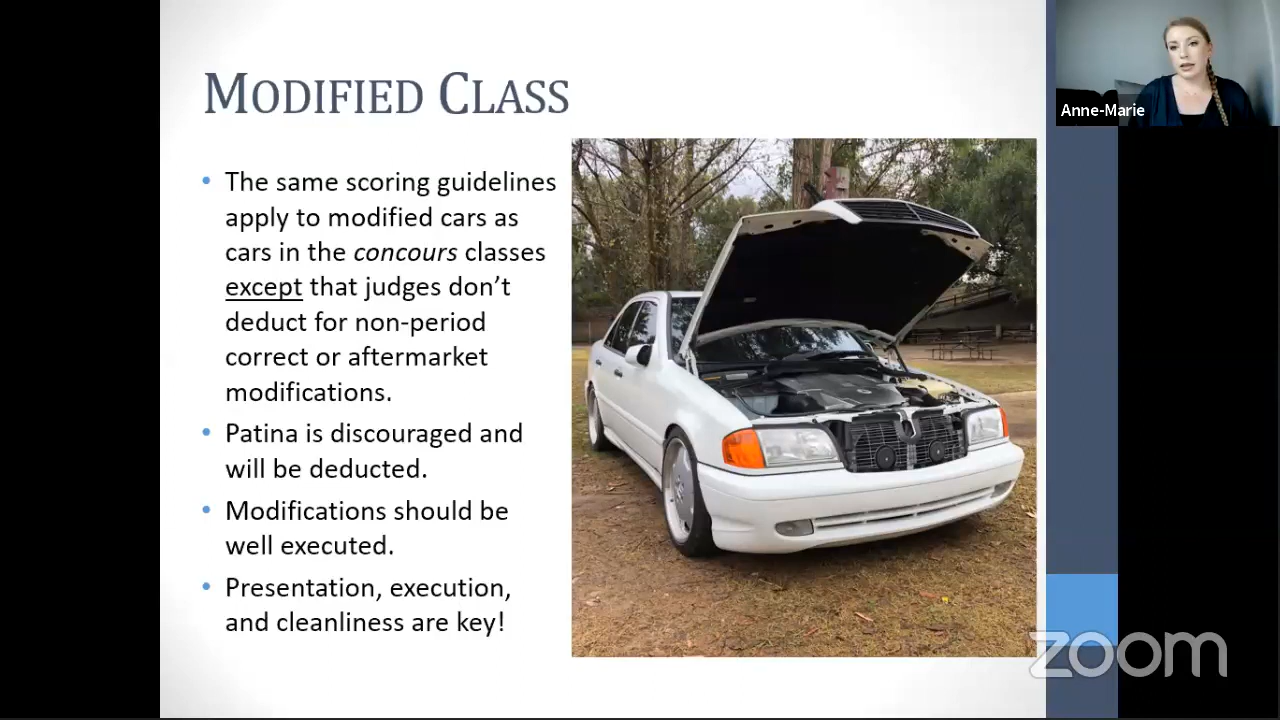 MODIFIED CLASS
• The same scoring guidelines
apply to modified cars as
cars in the concours classes
except that judges don’t
deduct for non-period
correct or aftermarket
modifications.
• Patina is discouraged and
will be deducted.
• Modifications should be
well executed.
• Presentation, execution,
and cleanliness are key!
Anne-Marie
zoom